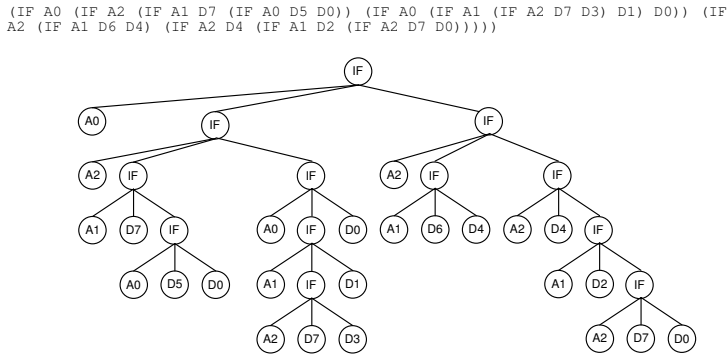 (IF A0 (IF A2 (IF A1 D7 (IF A0 D5 D0)) (IF A0 (IF A1 (IF A2 D7 D3) D1) D0)) (IF
A2 (IF A1 D6 D4) (IF A2 D4 (IF A1 D2 (IF A2 D7 D0)))))
IF
A0 IF IF
A2 IF IF A2 IF IF
A1 D7 IF A0 IF D0 A1 D6 D4 A2 D4 IF
A0 D5 D0 A1 IF D1 A1 D2 IF
A2 D7 D3 A2 D7 D0